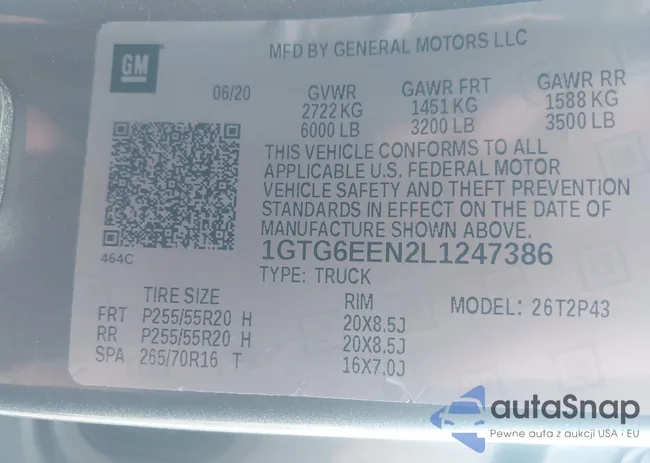 MFD BY GENERAL MOTORS LLC
GM
06/20 GVWR GAWR FRT GAWR RR
2722 KG 1451 KG 1588 KG
6000 LB 3200 LB 3500 LB
THIS VEHICLE CONFORMS TO ALL
APPLICABLE U.S. FEDERAL MOTOR
VEHICLE SAFETY AND THEFT PREVENTION
STANDARDS IN EFFECT ON THE DATE OF
MANUFACTURE SHOWN ABOVE.
464C 1GTG6EEN2L1247386
TYPE: TRUCK
TIRE SIZE RIM MODEL: 26T2P43
FRT P255/55R20 H 20X8.5J
RR P255/55R20 H 20X8.5J
SPA 265/70R16 T 16X7.0J
autaSnap
Pewne auta z aukcji USA i EU